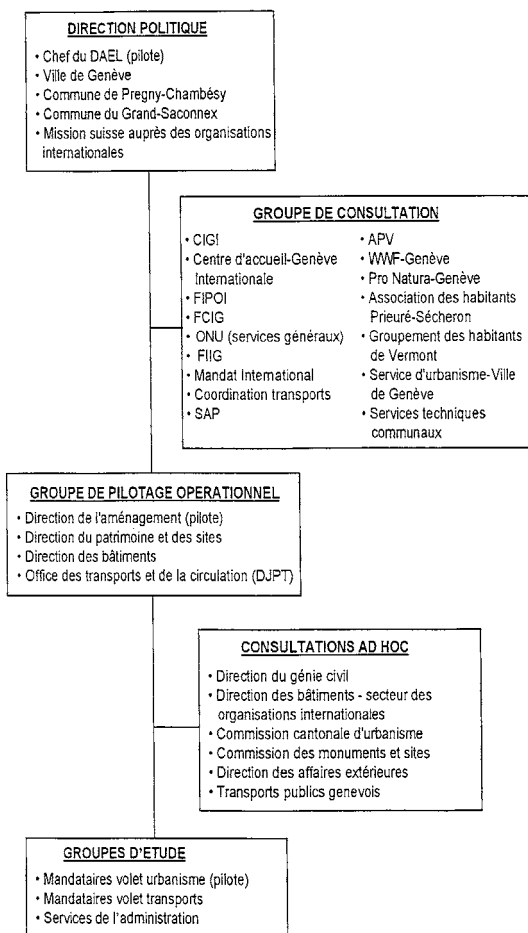 DIRECTION POLITIQUE
• Chef du DAEL (pilote)
• Ville de Genève
• Commune de Pregny-Chambésy
• Commune du Grand-Saconnex
• Mission suisse auprès des organisations
internationales
GROUPE DE CONSULTATION
• CIGI
• Centre d'accueil-Genève
Internationale
• FIPOI
• FCIG
• ONU (services généraux)
• FIIG
• Mandat International
• Coordination transports
• SAP
• APV
• WWF-Genève
• Pro Natura-Genève
• Association des habitants
Prieuré-Sécheron
• Groupement des habitants
de Vermont
• Service d'urbanisme-Ville
de Genève
• Services techniques
communaux
GROUPE DE PILOTAGE OPERATIONNEL
• Direction de l'aménagement (pilote)
• Direction du patrimoine et des sites
• Direction des bâtiments
• Office des transports et de la circulation (DJPT)
CONSULTATIONS AD HOC
• Direction du génie civil
• Direction des bâtiments - secteur des
organisations internationales
• Commission cantonale d'urbanisme
• Commission des monuments et sites
• Direction des affaires extérieures
• Transports publics genevois
GROUPES D'ETUDE
• Mandataires volet urbanisme (pilote)
• Mandataires volet transports
• Services de l'administration